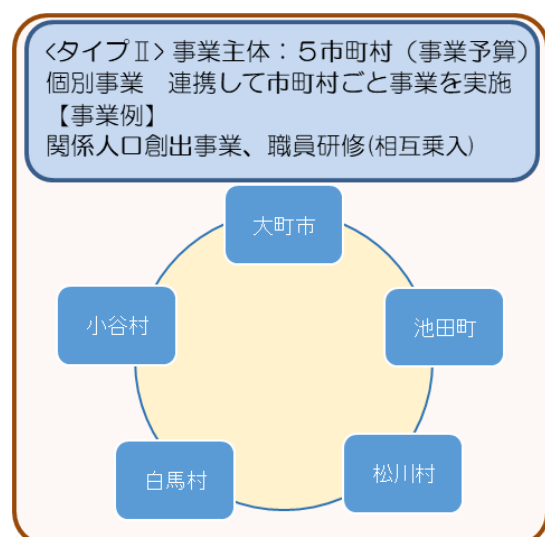 <タイプⅡ> 事業主体：５市町村（事業予算）
個別事業　連携して市町村ごと事業を実施
【事業例】
関係人口創出事業、職員研修(相互乗入)
大町市
小谷村
池田町
白馬村
松川村